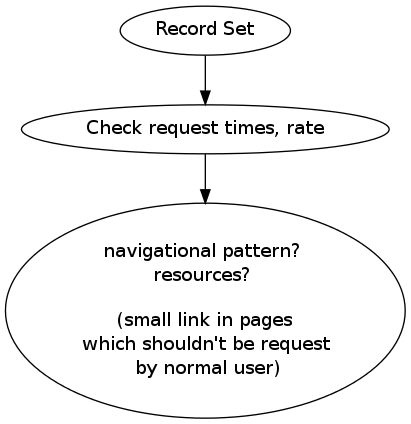 Record Set
Check request times, rate
navigational pattern?
resources?
(small link in pages
which shouldn't be request
by normal user)